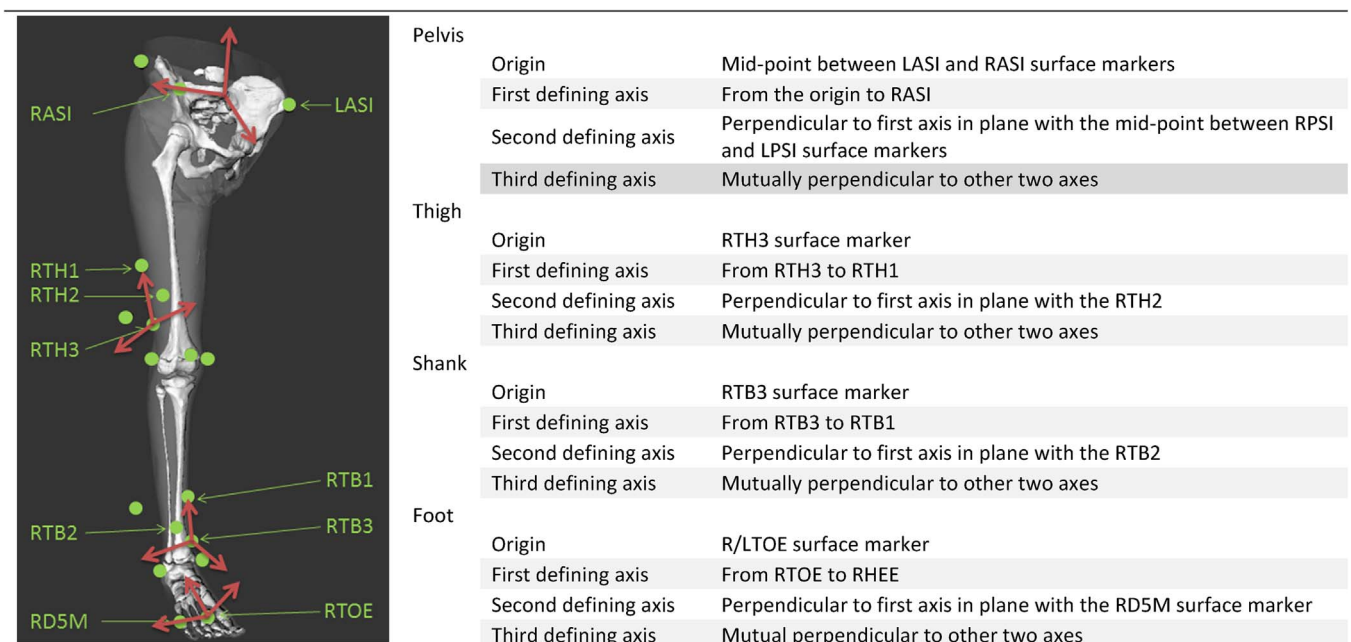 RASI
LASI
RTH1
RTH2
RTH3
RTB1
RTB2
RTB3
RD5M
RTOE
Pelvis
Origin Mid-point between LASI and RASI surface markers
First defining axis From the origin to RASI
Second defining axis Perpendicular to first axis in plane with the mid-point between RPSI
and LPSI surface markers
Third defining axis Mutually perpendicular to other two axes
Thigh
Origin RTH3 surface marker
First defining axis From RTH3 to RTH1
Second defining axis Perpendicular to first axis in plane with the RTH2
Third defining axis Mutually perpendicular to other two axes
Shank
Origin RTB3 surface marker
First defining axis From RTB3 to RTB1
Second defining axis Perpendicular to first axis in plane with the RTB2
Third defining axis Mutually perpendicular to other two axes
Foot
Origin R/LTOE surface marker
First defining axis From RTOE to RHEE
Second defining axis Perpendicular to first axis in plane with the RD5M surface marker
Third defining axis Mutual perpendicular to other two axes